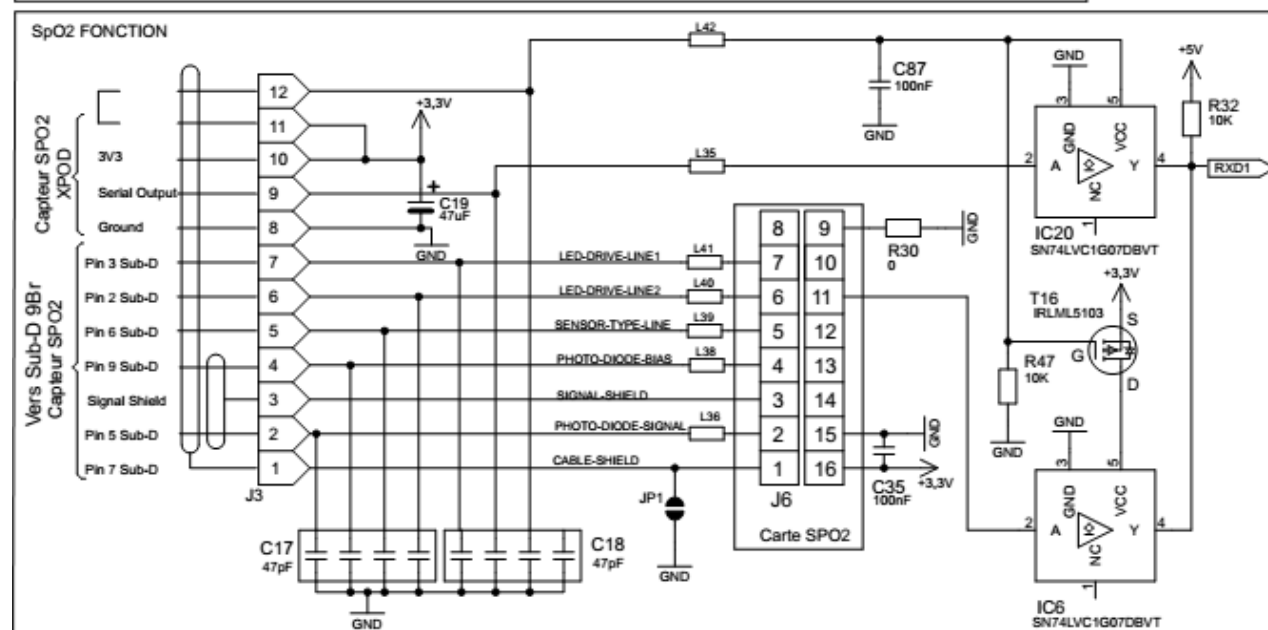 SpO2 FONCTION
L42
C87
100nF
GND
GND
3
5
GND
VCC
2
A
Y
4
NC
1
IC20
SN74LVC1G07DBVT
+5V
R32
10K
RXD1
Capteur SPO2
XPOD
3V3
Serial Output
Ground
12
11
10
9
8
+3,3V
+
C19
47uF
GND
L35
Vers Sub-D 9Br
Capteur SPO2
Pin 3 Sub-D
Pin 2 Sub-D
Pin 6 Sub-D
Pin 9 Sub-D
Signal Shield
Pin 5 Sub-D
Pin 7 Sub-D
7
6
5
4
3
2
1
J3
LED-DRIVE-LINE1
L41
LED-DRIVE-LINE2
L40
SENSOR-TYPE-LINE
L39
PHOTO-DIODE-BIAS
L38
SIGNAL-SHIELD
PHOTO-DIODE-SIGNAL
L36
CABLE-SHIELD
JP1
GND
8 9
7 10
6 11
5 12
4 13
3 14
2 15
1 16
J6
Carte SPO2
R30
0
GND
GND
C35
100nF
+3,3V
+3,3V
T16
IRLML5103
S
G
D
R47
10K
GND
GND
3
5
GND
VCC
2
A
Y
4
NC
1
IC6
SN74LVC1G07DBVT
C17
47pF
C18
47pF
GND